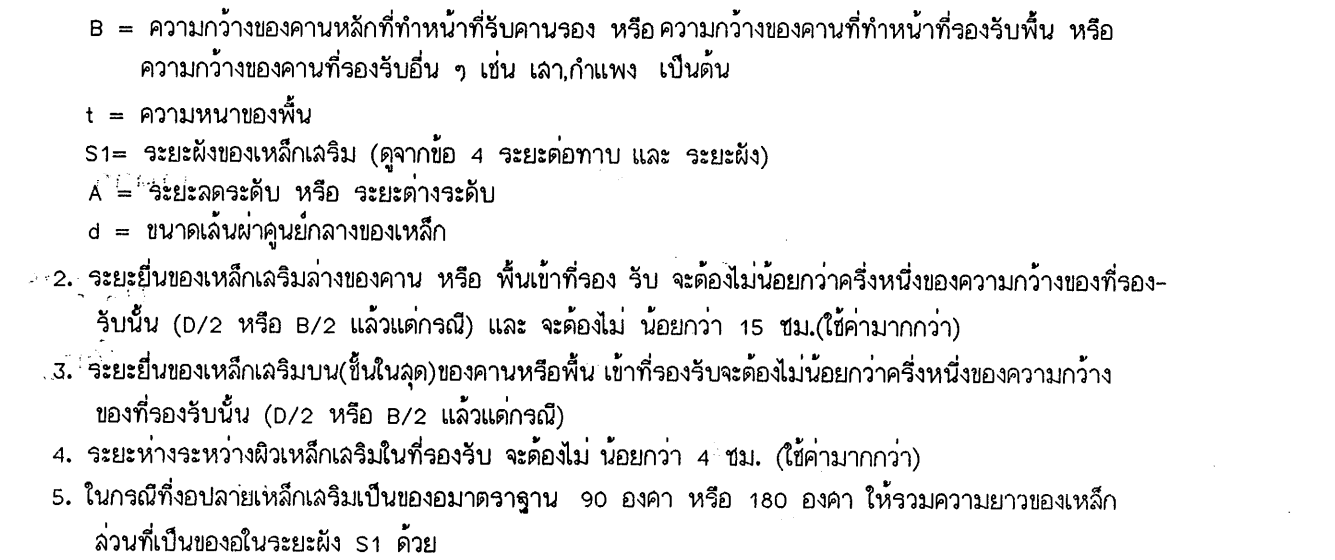 B = ความกว้างของคานหลักที่ทำหน้าที่รับคานรอง หรือ ความกว้างของคานที่ทำหน้าที่รองรับพื้น หรือ
ความกว้างของคานที่รองรับอื่น ๆ เช่น เสา,กำแพง เป็นต้น
t = ความหนาของพื้น
S1= ระยะฝังของเหล็กเสริม (ดูจากข้อ 4 ระยะต่อทาบ และ ระยะฝัง)
A = ระยะลดระดับ หรือ ระยะต่างระดับ
d = ขนาดเส้นผ่าศูนย์กลางของเหล็ก
2. ระยะยื่นของเหล็กเสริมล่างของคาน หรือ พื้นเข้าที่รอง รับ จะต้องไม่น้อยกว่าครึ่งหนึ่งของความกว้างของที่รอง-
รับนั้น (D/2 หรือ B/2 แล้วแต่กรณี) และ จะต้องไม่ น้อยกว่า 15 ซม.(ใช้ค่ามากกว่า)
3. ระยะยื่นของเหล็กเสริมบน(ชั้นในสุด)ของคานหรือพื้น เข้าที่รองรับจะต้องไม่น้อยกว่าครึ่งหนึ่งของความกว้าง
ของที่รองรับนั้น (D/2 หรือ B/2 แล้วแต่กรณี)
4. ระยะห่างระหว่างผิวเหล็กเสริมในที่รองรับ จะต้องไม่ น้อยกว่า 4 ซม. (ใช้ค่ามากกว่า)
5. ในกรณีที่งอปลายเหล็กเสริมเป็นของอมาตราฐาน 90 องศา หรือ 180 องศา ให้รวมความยาวของเหล็ก
ส่วนที่เป็นของอในระยะฝัง S1 ด้วย